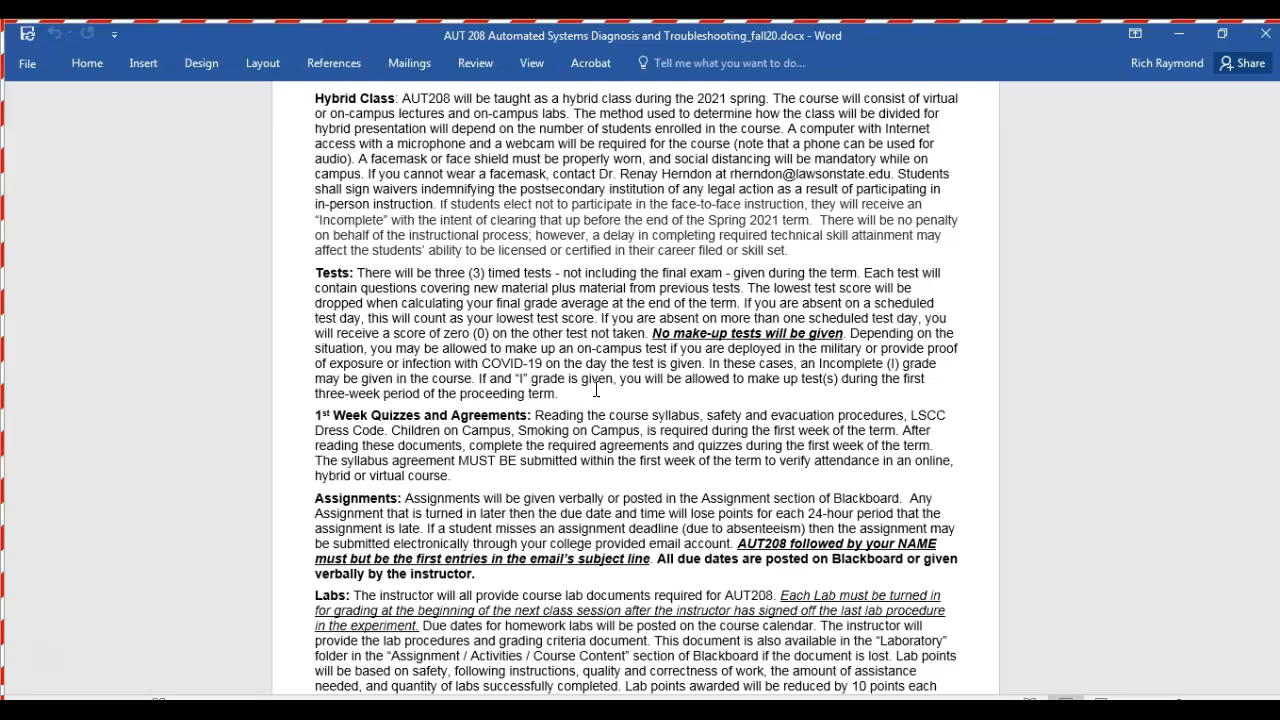 AUT 208 Automated Systems Diagnosis and Troubleshooting_fall20.docx - Word
File Home Insert Design Layout References Mailings Review View Acrobat Tell me what you want to do... Rich Raymond Share
Hybrid Class: AUT208 will be taught as a hybrid class during the 2021 spring. The course will consist of virtual
or on-campus lectures and on-campus labs. The method used to determine how the class will be divided for
hybrid presentation will depend on the number of students enrolled in the course. A computer with Internet
access with a microphone and a webcam will be required for the course (note that a phone can be used for
audio). A facemask or face shield must be properly worn, and social distancing will be mandatory while on
campus. If you cannot wear a facemask, contact Dr. Renay Herndon at rherndon@lawsonstate.edu. Students
shall sign waivers indemnifying the postsecondary institution of any legal action as a result of participating in
in-person instruction. If students elect not to participate in the face-to-face instruction, they will receive an
“Incomplete” with the intent of clearing that up before the end of the Spring 2021 term. There will be no penalty
on behalf of the instructional process; however, a delay in completing required technical skill attainment may
affect the students’ ability to be licensed or certified in their career filed or skill set.
Tests: There will be three (3) timed tests - not including the final exam - given during the term. Each test will
contain questions covering new material plus material from previous tests. The lowest test score will be
dropped when calculating your final grade average at the end of the term. If you are absent on a scheduled
test day, this will count as your lowest test score. If you are absent on more than one scheduled test day, you
will receive a score of zero (0) on the other test not taken. No make-up tests will be given. Depending on the
situation, you may be allowed to make up an on-campus test if you are deployed in the military or provide proof
of exposure or infection with COVID-19 on the day the test is given. In these cases, an Incomplete (I) grade
may be given in the course. If and “I” grade is given, you will be allowed to make up test(s) during the first
three-week period of the proceeding term.
1st Week Quizzes and Agreements: Reading the course syllabus, safety and evacuation procedures, LSCC
Dress Code. Children on Campus, Smoking on Campus, is required during the first week of the term. After
reading these documents, complete the required agreements and quizzes during the first week of the term.
The syllabus agreement MUST BE submitted within the first week of the term to verify attendance in an online,
hybrid or virtual course.
Assignments: Assignments will be given verbally or posted in the Assignment section of Blackboard. Any
Assignment that is turned in later then the due date and time will lose points for each 24-hour period that the
assignment is late. If a student misses an assignment deadline (due to absenteeism) then the assignment may
be submitted electronically through your college provided email account. AUT208 followed by your NAME
must but be the first entries in the email’s subject line. All due dates are posted on Blackboard or given
verbally by the instructor.
Labs: The instructor will all provide course lab documents required for AUT208. Each Lab must be turned in
for grading at the beginning of the next class session after the instructor has signed off the last lab procedure
in the experiment. Due dates for homework labs will be posted on the course calendar. The instructor will
provide the lab procedures and grading criteria document. This document is also available in the “Laboratory”
folder in the “Assignment / Activities / Course Content” section of Blackboard if the document is lost. Lab points
will be based on safety, following instructions, quality and correctness of work, the amount of assistance
needed, and quantity of labs successfully completed. Lab points awarded will be reduced by 10 points each